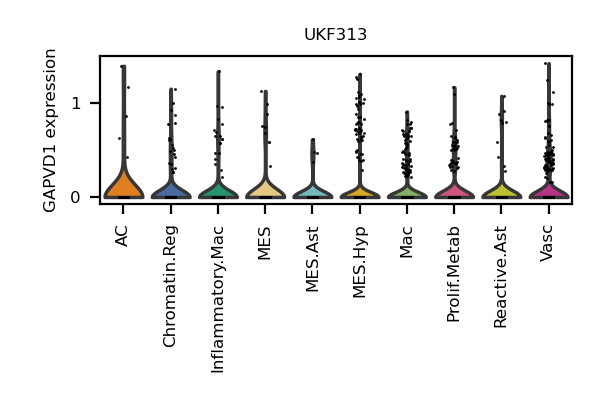 UKF313
GAPVD1 expression
1
0
AC
Chromatin.Reg
Inflammatory.Mac
MES
MES.Ast
MES.Hyp
Mac
Prolif.Metab
Reactive.Ast
Vasc